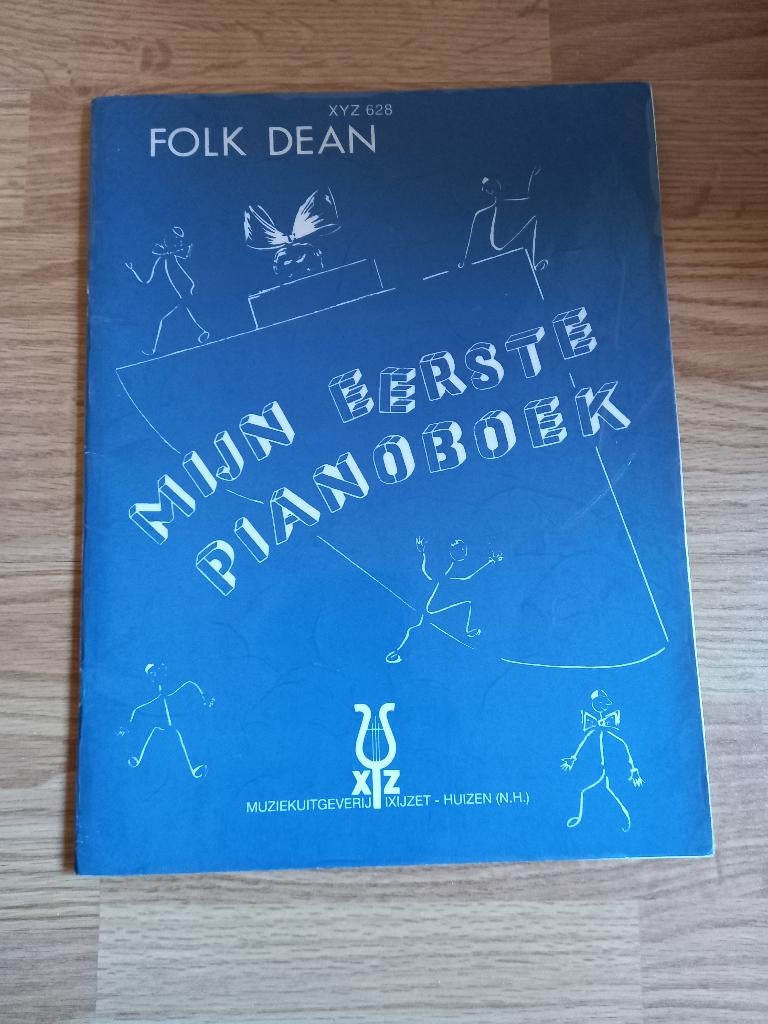 XYZ 628
FOLK DEAN
MIJN EERSTE
PIANOBOEK
XYZ
MUZIEKUITGEVERIJ IXIJZET - HUIZEN (N.H.)